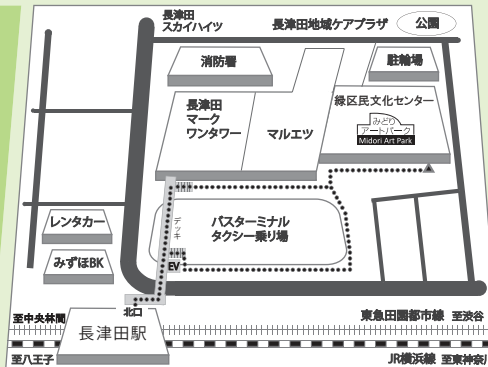 長津田
スカイハイツ
長津田地域ケアプラザ
公園
消防署
駐輪場
長津田
マーク
ワンタワー
マルエツ
緑区民文化センター
みどり
アートパーク
Midori Art Park
デッキ
バスターミナル
タクシー乗り場
レンタカー
みずほBK
EV
北口
至中央林間
東急田園都市線 至渋谷
長津田駅
至八王子
JR横浜線 至東神奈川